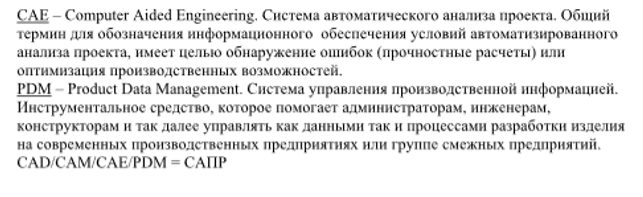 CAE – Computer Aided Engineering. Система автоматического анализа проекта. Общий
термин для обозначения информационного обеспечения условий автоматизированного
анализа проекта, имеет целью обнаружение ошибок (прочностные расчеты) или
оптимизация производственных возможностей.
PDM – Product Data Management. Система управления производственной информацией.
Инструментальное средство, которое помогает администраторам, инженерам,
конструкторам и так далее управлять как данными так и процессами разработки изделия
на современных производственных предприятиях или группе смежных предприятий.
CAD/CAM/CAE/PDM = САПР